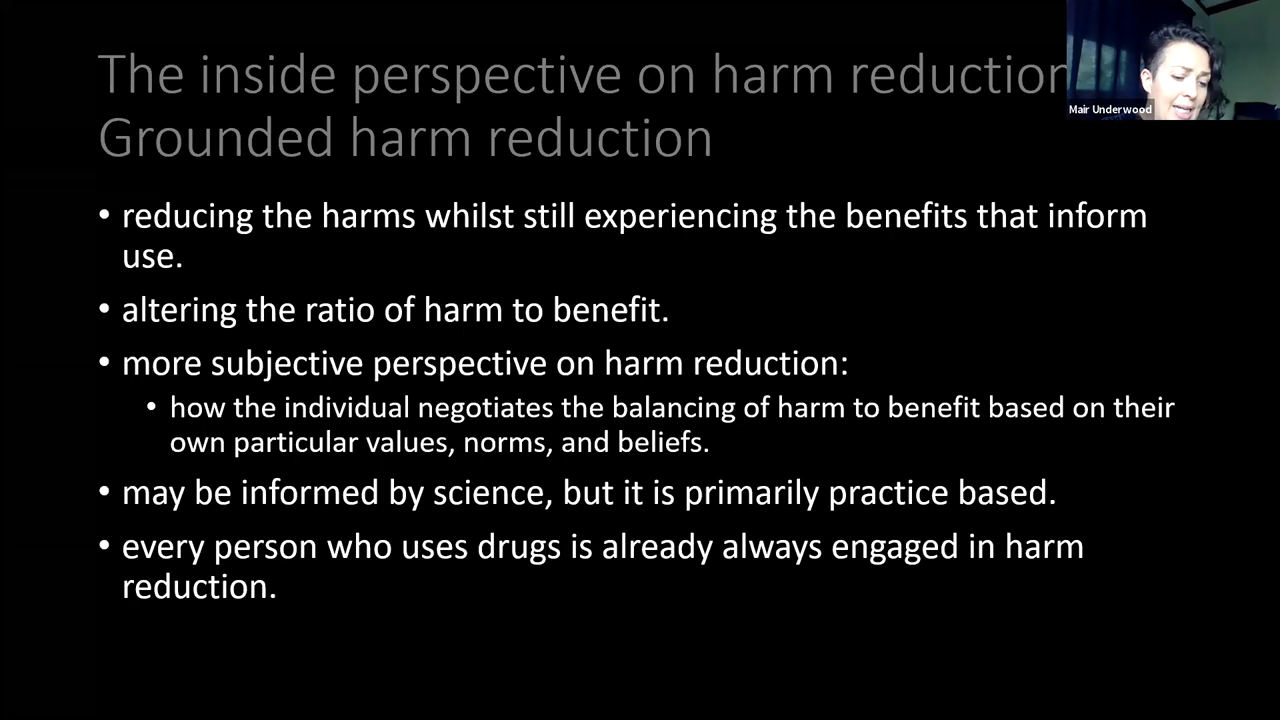 The inside perspective on harm reduction
Grounded harm reduction
Mair Underwood
• reducing the harms whilst still experiencing the benefits that inform
use.
• altering the ratio of harm to benefit.
• more subjective perspective on harm reduction:
• how the individual negotiates the balancing of harm to benefit based on their
own particular values, norms, and beliefs.
• may be informed by science, but it is primarily practice based.
• every person who uses drugs is already always engaged in harm
reduction.